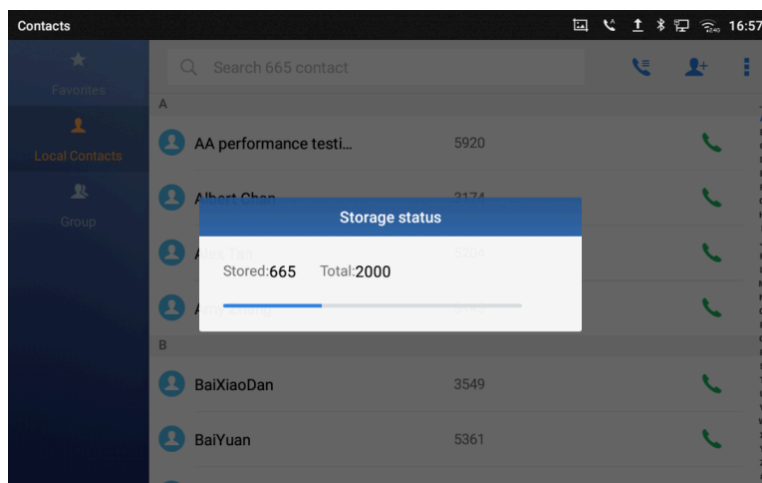 Contacts
16:57
Favorites
Search 665 contact
A
Local Contacts
AA performance testi... 5920
Group
Albert Chan 3174
Storage status
Stored:665 Total:2000
B
BaiXiaoDan 3549
BaiYuan 5361